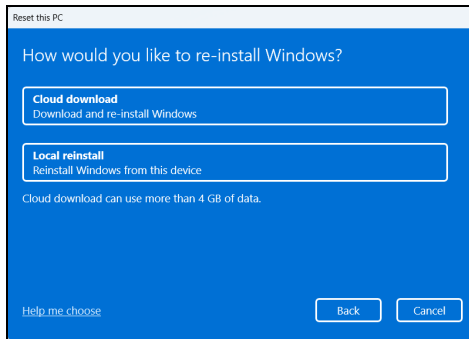 Reset this PC
How would you like to re-install Windows?
Cloud download
Download and re-install Windows
Local reinstall
Reinstall Windows from this device
Cloud download can use more than 4 GB of data.
Help me choose
Back
Cancel